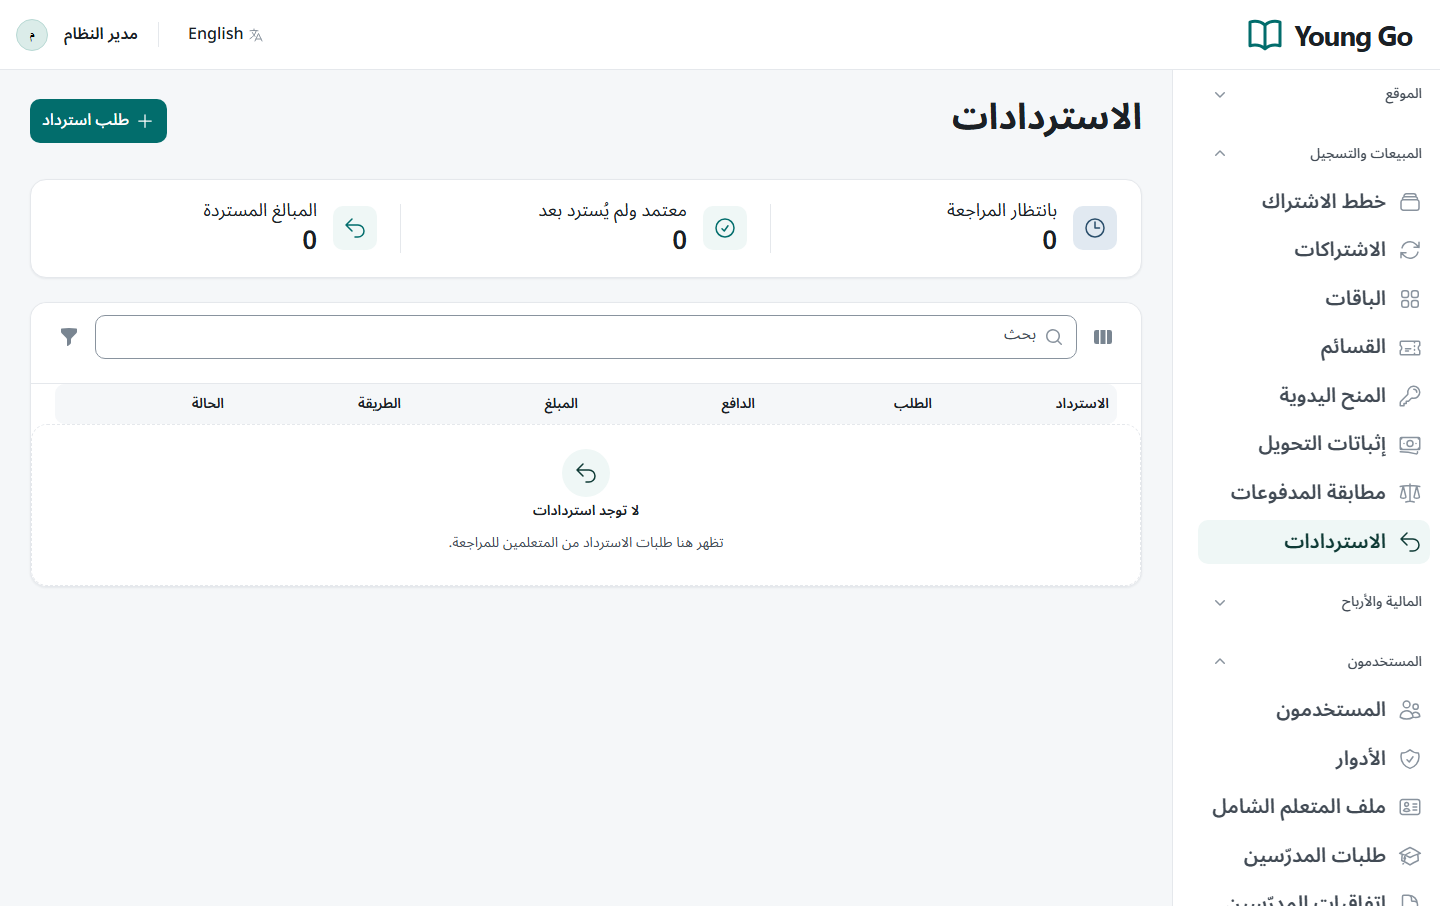 Young Go
English
مدير النظام
م
الموقع
المبيعات والتسجيل
خطط الاشتراك
الاشتراكات
الباقات
القسائم
المنح اليدوية
إثباتات التحويل
مطابقة المدفوعات
الاستردادات
المالية والأرباح
المستخدمون
المستخدمون
الأدوار
ملف المتعلم الشامل
طلبات المدرّسين
اتفاقيات المدرّسين
الاستردادات
طلب استرداد
بانتظار المراجعة
0
معتمد ولم يُسترد بعد
0
المبالغ المستردة
0
بحث
الاسترداد الطلب الدافع المبلغ الطريقة الحالة
لا توجد استردادات
تظهر هنا طلبات الاسترداد من المتعلمين للمراجعة.